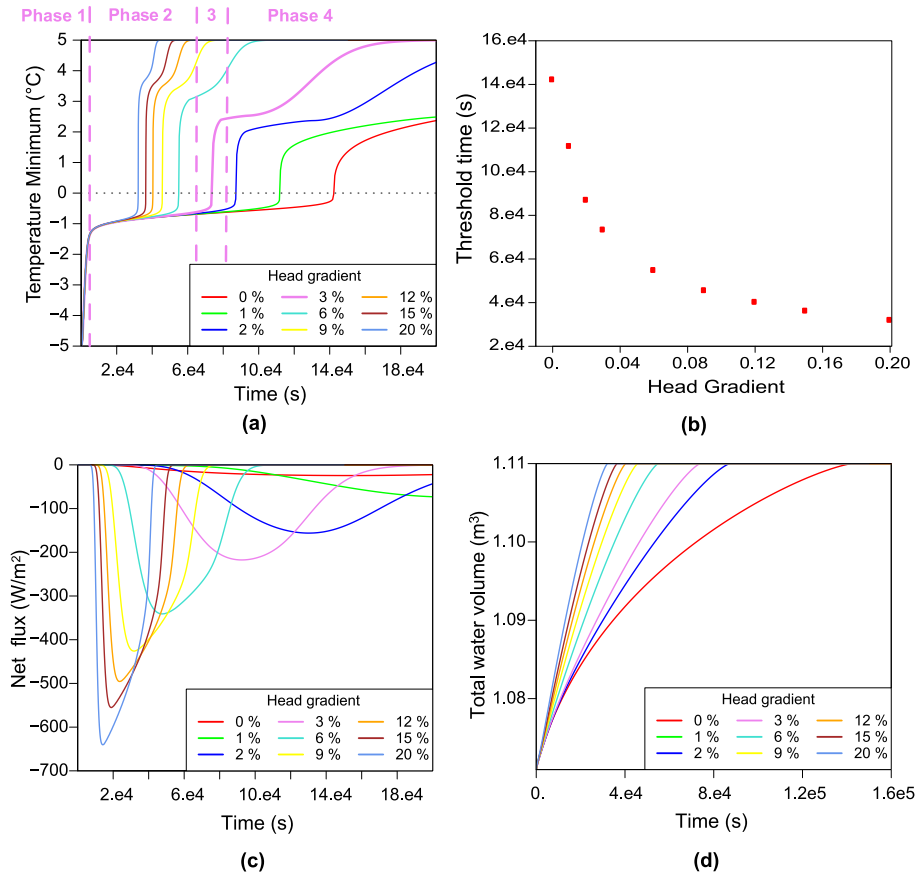 Phase 1 Phase 2 3 Phase 4
Temperature Minimum (°C)
5
4
3
2
1
0
−1
−2
−3
−4
−5
Head gradient
0 % 3 % 12 %
1 % 6 % 15 %
2 % 9 % 20 %
2.e4 6.e4 10.e4 14.e4 18.e4
Time (s)
(a)
Threshold time (s)
16.e4
14.e4
12.e4
8.e4
6.e4
4.e4
2.e4
0. 0.04 0.08 0.12 0.16 0.20
Head Gradient
(b)
Net flux (W/m²)
0
−100
−200
−300
−400
−500
−600
−700
Head gradient
0 % 3 % 12 %
1 % 6 % 15 %
2 % 9 % 20 %
2.e4 6.e4 10.e4 14.e4 18.e4
Time (s)
(c)
Total water volume (m³)
1.11
1.10
1.09
1.08
Head gradient
0 % 3 % 12 %
1 % 6 % 15 %
2 % 9 % 20 %
0. 4.e4 8.e4 1.2e5 1.6e5
Time (s)
(d)